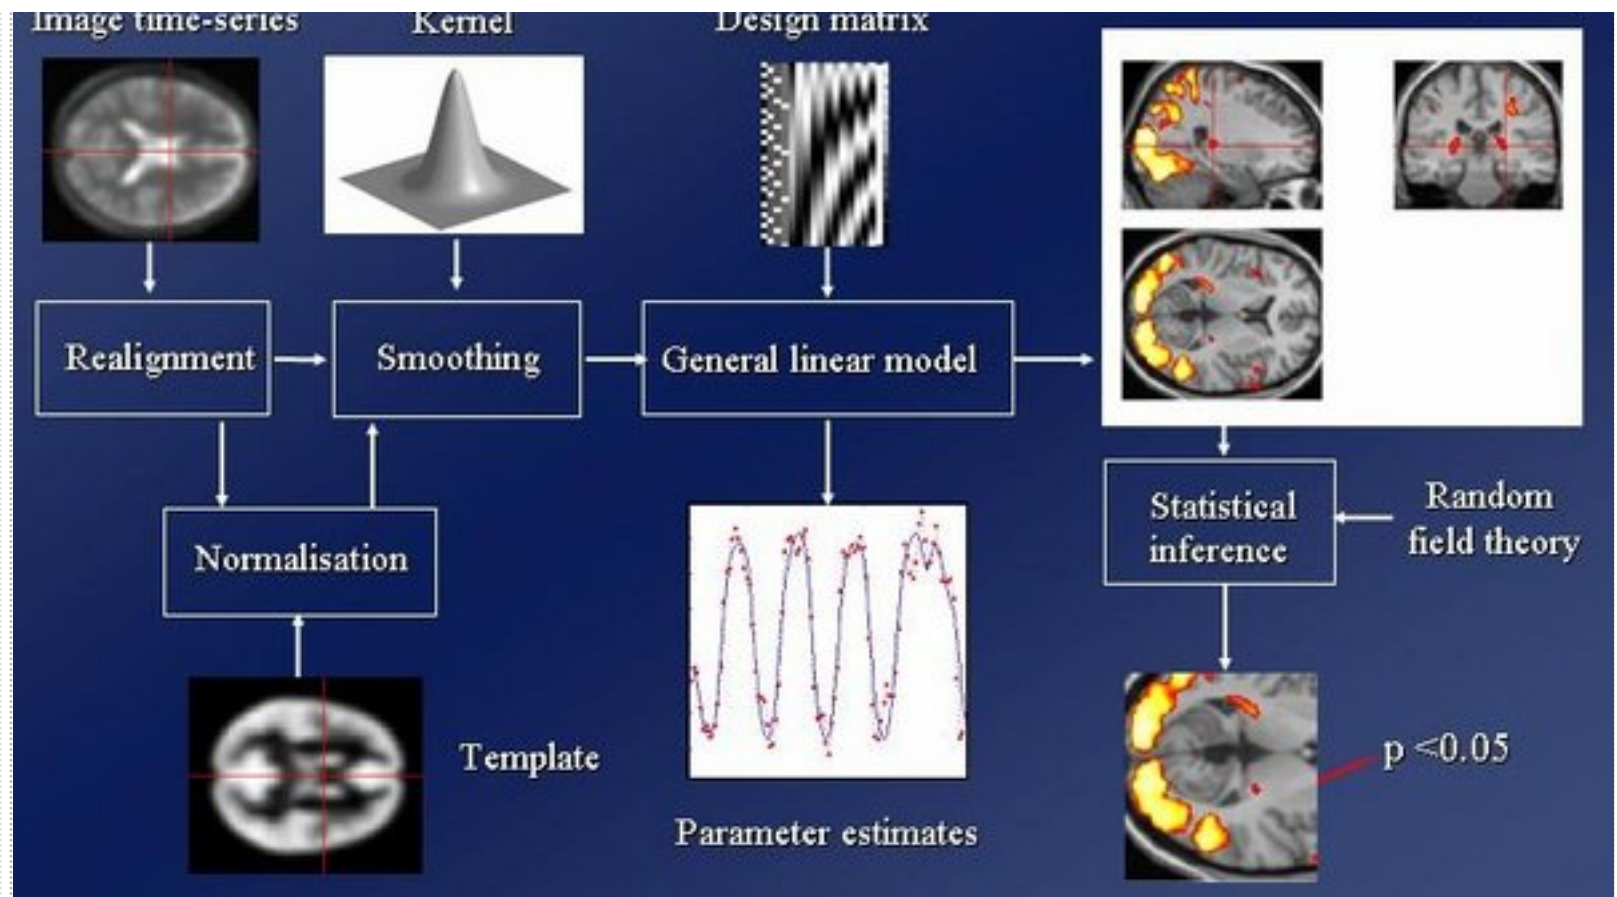 Image time-series
Kernel
Design matrix
Realignment
Smoothing
General linear model
Statistical
inference
Random
field theory
Normalisation
Template
p <0.05
Parameter estimates